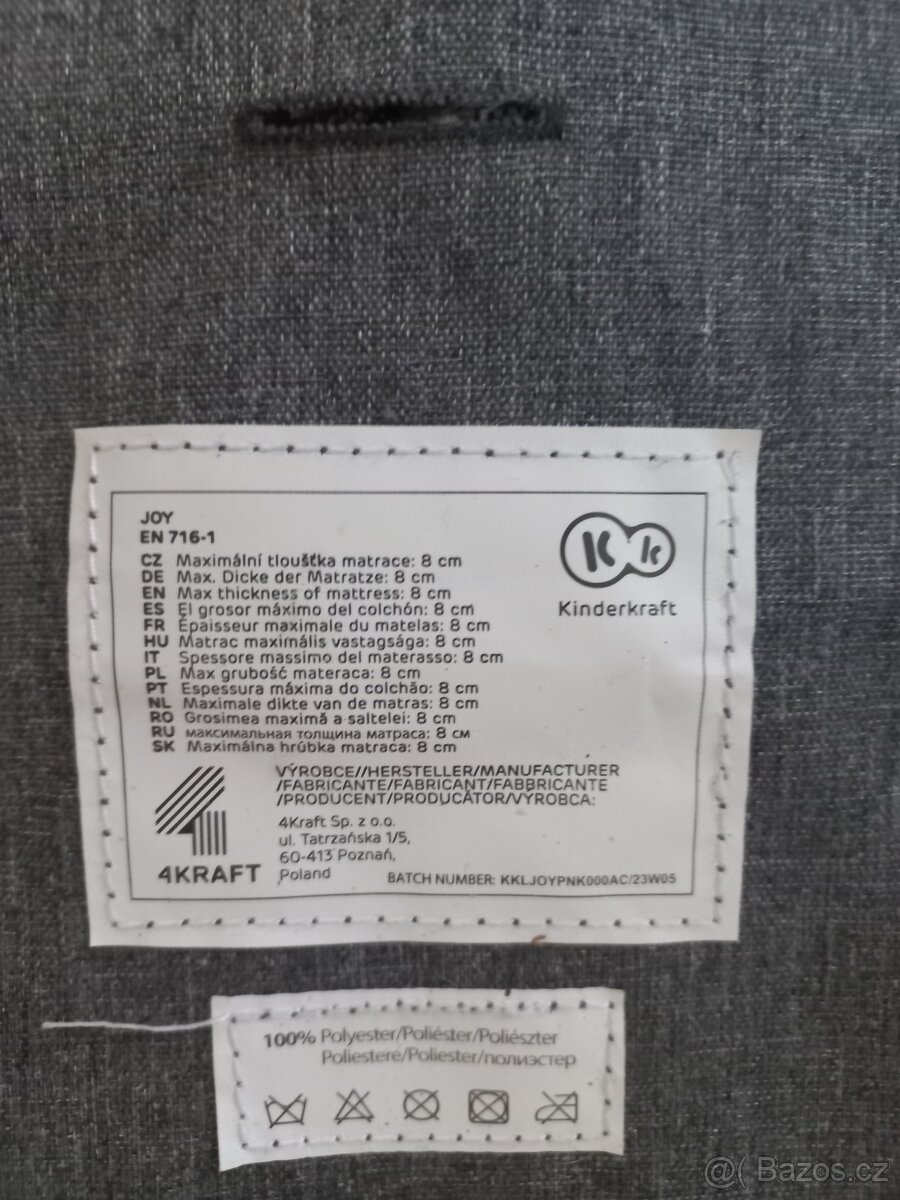 JOY
EN 716-1
CZ Maximální tloušťka matrace: 8 cm
DE Max. Dicke der Matratze: 8 cm
EN Max thickness of mattress: 8 cm
ES El grosor máximo del colchón: 8 cm
FR Épaisseur maximale du matelas: 8 cm
HU Matrac maximális vastagsága: 8 cm
IT Spessore massimo del materasso: 8 cm
PL Max grubość materaca: 8 cm
PT Espessura máxima do colchão: 8 cm
NL Maximale dikte van de matras: 8 cm
RO Grosimea maximă a saltelei: 8 cm
RU максимальная толщина матраса: 8 см
SK Maximálna hrúbka matraca: 8 cm
K k
Kinderkraft
VÝROBCE//HERSTELLER/MANUFACTURER
/FABRICANTE/FABRICANT/FABBRICANTE
/PRODUCENT/PRODUCĂTOR/VÝROBCA:
4Kraft Sp. z o.o.
ul. Tatrzańska 1/5,
60-413 Poznań,
Poland
4KRAFT
BATCH NUMBER: KKLJOYPNK000AC/23W05
100% Polyester/Poliéster/Poliészter
Poliestere/Poliester/полиэстер
@( Bazos.cz